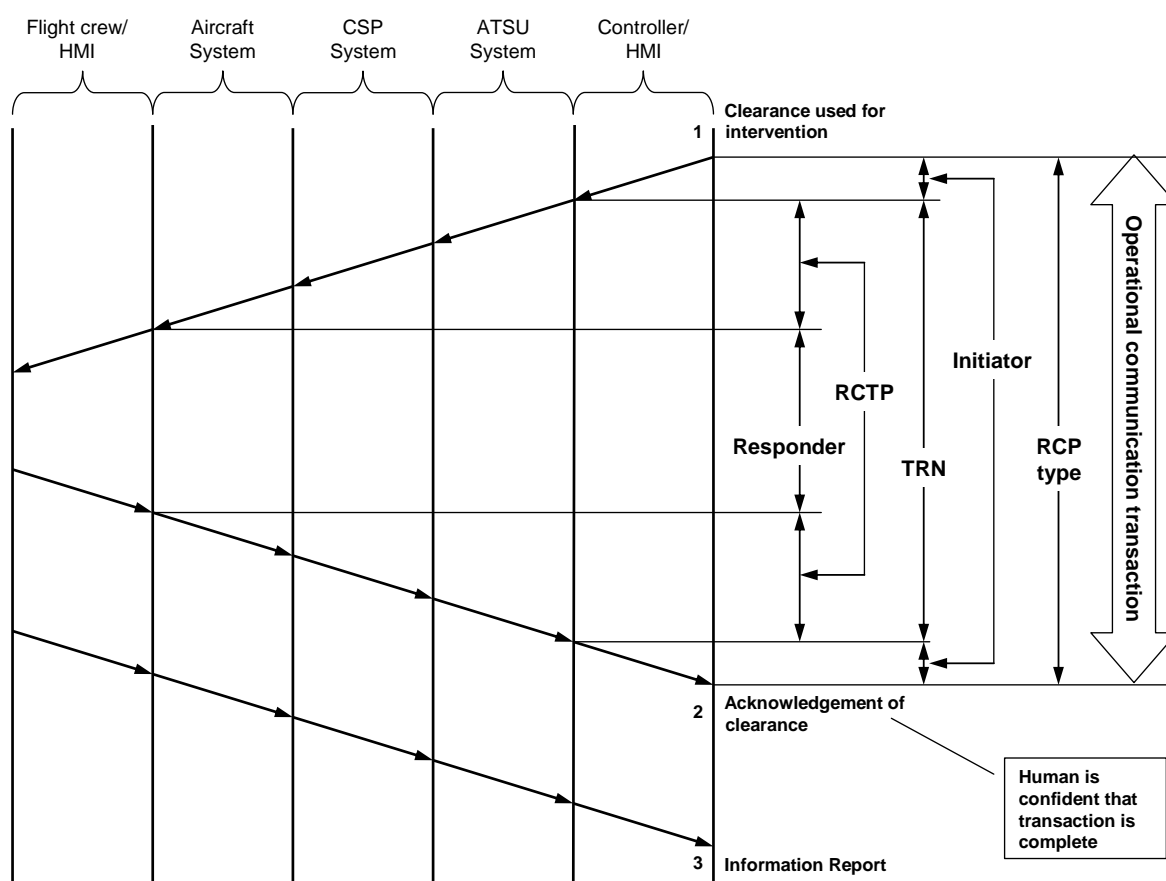 Flight crew/
HMI
Aircraft
System
CSP
System
ATSU
System
Controller/
HMI
1
Clearance used for
intervention
Operational communication transaction
Initiator
RCTP
RCP
type
Responder
TRN
2
Acknowledgement of
clearance
Human is
confident that
transaction is
complete
3
Information Report